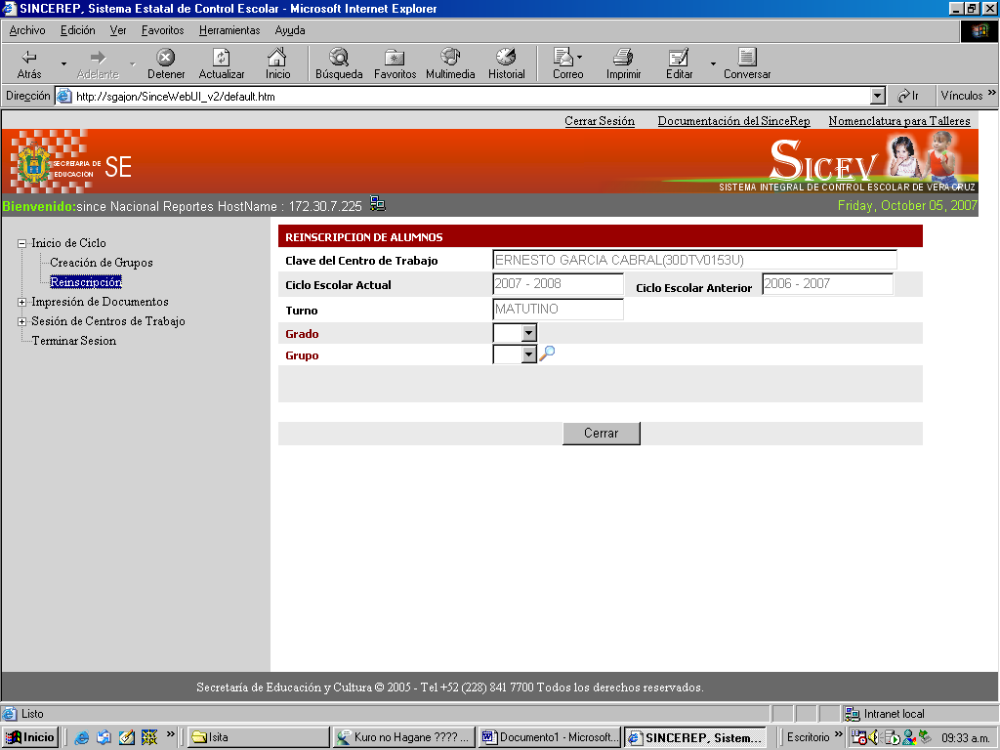 SINCEREP, Sistema Estatal de Control Escolar - Microsoft Internet Explorer
Archivo Edición Ver Favoritos Herramientas Ayuda
Atrás Adelante Detener Actualizar Inicio Búsqueda Favoritos Multimedia Historial Correo Imprimir Editar Conversar
Dirección http://sgajon/SinceWebUI_v2/default.htm Ir Vínculos »
Cerrar Sesión Documentación del SinceRep Nomenclatura para Talleres
SECRETARIA DE EDUCACION SE
SICEV
SISTEMA INTEGRAL DE CONTROL ESCOLAR DE VERACRUZ
Bienvenido:since Nacional Reportes HostName : 172.30.7.225 Friday, October 05, 2007
Inicio de Ciclo
Creación de Grupos
Reinscripción
Impresión de Documentos
Sesión de Centros de Trabajo
Terminar Sesion
REINSCRIPCION DE ALUMNOS
Clave del Centro de Trabajo ERNESTO GARCIA CABRAL(30DTV0153U)
Ciclo Escolar Actual 2007 - 2008 Ciclo Escolar Anterior 2006 - 2007
Turno MATUTINO
Grado
Grupo
Cerrar
Secretaría de Educación y Cultura © 2005 - Tel +52 (228) 841 7700 Todos los derechos reservados.
Listo Intranet local
Inicio » Isita Kuro no Hagane ???? ... Documento1 - Microsoft... SINCEREP, Sistem... Escritorio » 09:33 a.m.